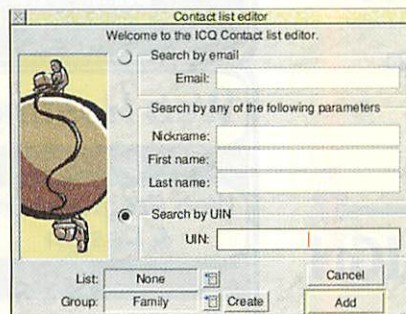 Contact list editor
Welcome to the ICQ Contact list editor.
Search by email
Email:
Search by any of the following parameters
Nickname:
First name:
Last name:
Search by UIN
UIN:
List: None Cancel
Group: Family Create Add